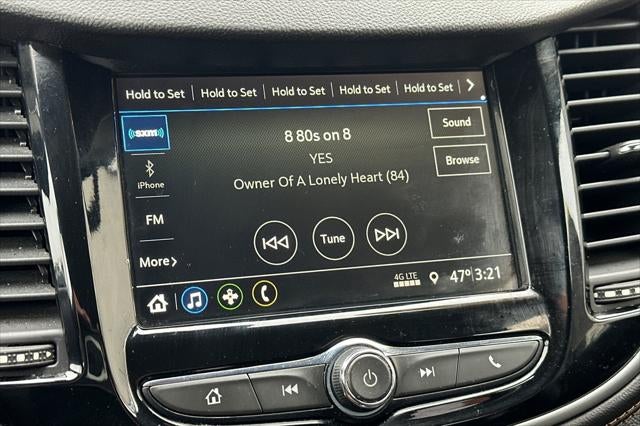 Hold to Set Hold to Set Hold to Set Hold to Set Hold to Set
((sxm))
8 80s on 8
Sound
YES
Browse
iPhone
Owner Of A Lonely Heart (84)
FM
Tune
More
4G LTE 47° 3:21